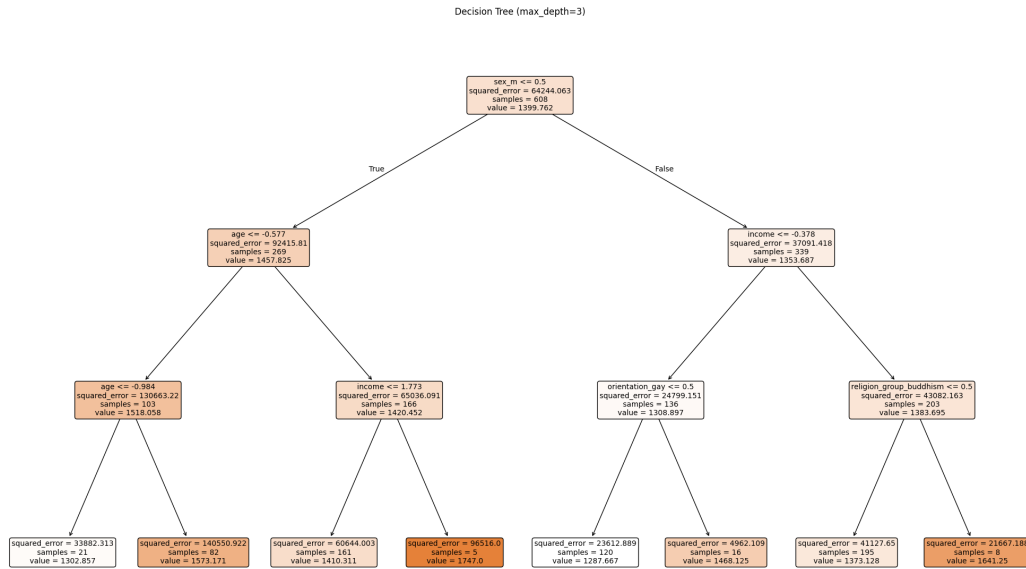 Decision Tree (max_depth=3)
sex_m <= 0.5
squared_error = 64244.063
samples = 608
value = 1399.762
True
False
age <= -0.577
squared_error = 92415.81
samples = 269
value = 1457.825
income <= -0.378
squared_error = 37091.418
samples = 339
value = 1353.687
age <= -0.984
squared_error = 130663.22
samples = 103
value = 1518.058
income <= 1.773
squared_error = 65036.091
samples = 166
value = 1420.452
orientation_gay <= 0.5
squared_error = 24799.151
samples = 136
value = 1308.897
religion_group_buddhism <= 0.5
squared_error = 43082.163
samples = 203
value = 1383.695
squared_error = 33882.313
samples = 21
value = 1302.857
squared_error = 140550.922
samples = 82
value = 1573.171
squared_error = 60644.003
samples = 161
value = 1410.311
squared_error = 96516.0
samples = 5
value = 1747.0
squared_error = 23612.889
samples = 120
value = 1287.667
squared_error = 4962.109
samples = 16
value = 1468.125
squared_error = 41127.65
samples = 195
value = 1373.128
squared_error = 21667.188
samples = 8
value = 1641.25